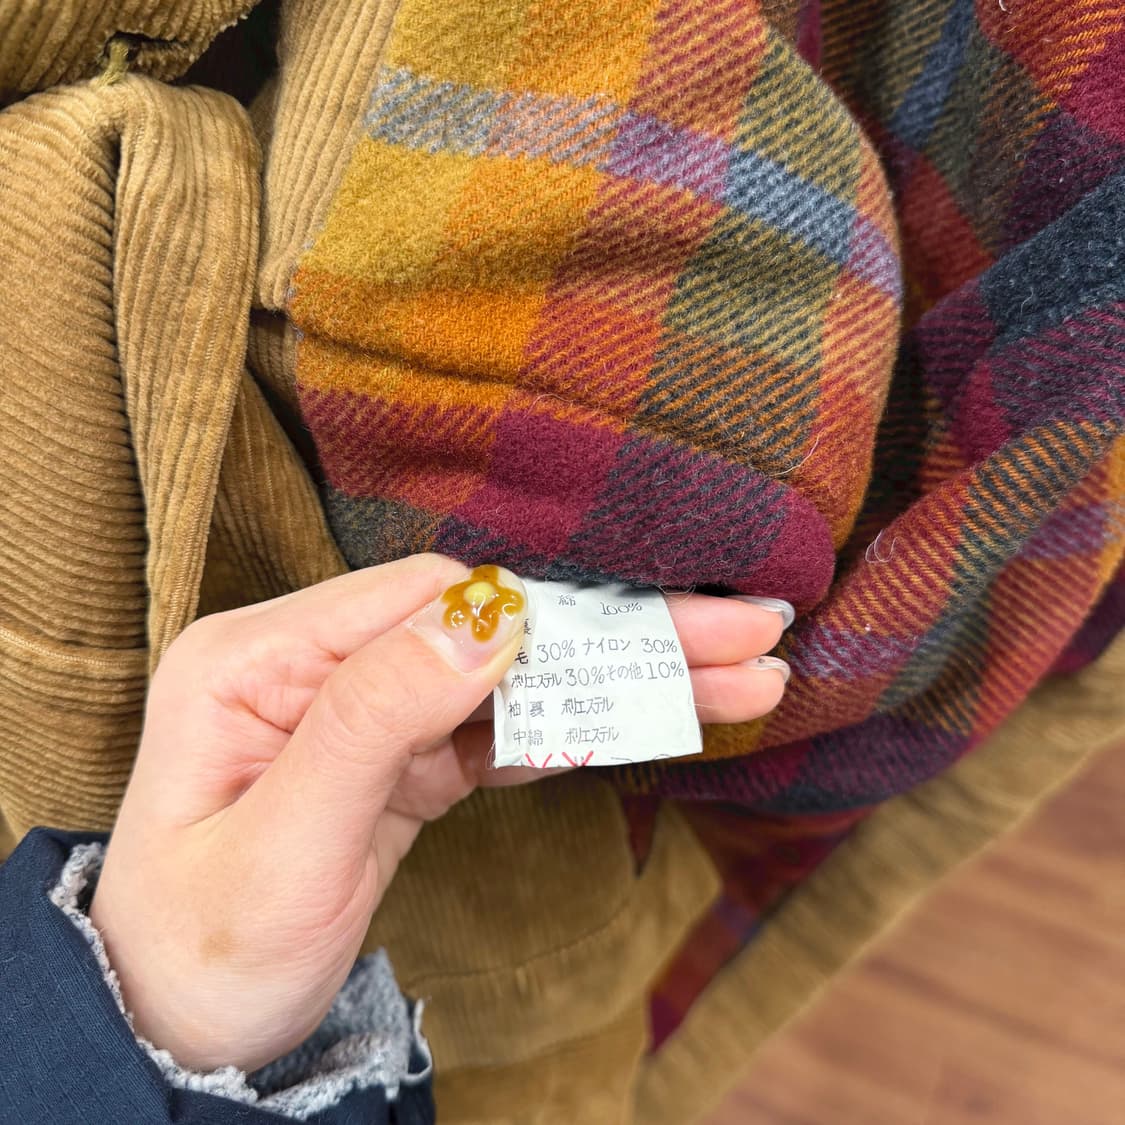 綿 100%
裏
毛 30% ナイロン 30%
ポリエステル 30% その他 10%
袖 裏 ポリエステル
中綿 ポリエステル